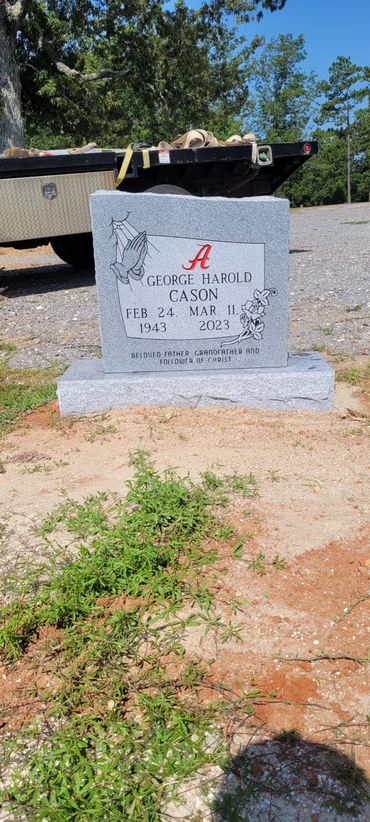 A
GEORGE HAROLD
CASON
FEB 24 MAR 11
1943 2023
BELOVED FATHER, GRANDFATHER AND
FOLLOWER OF CHRIST